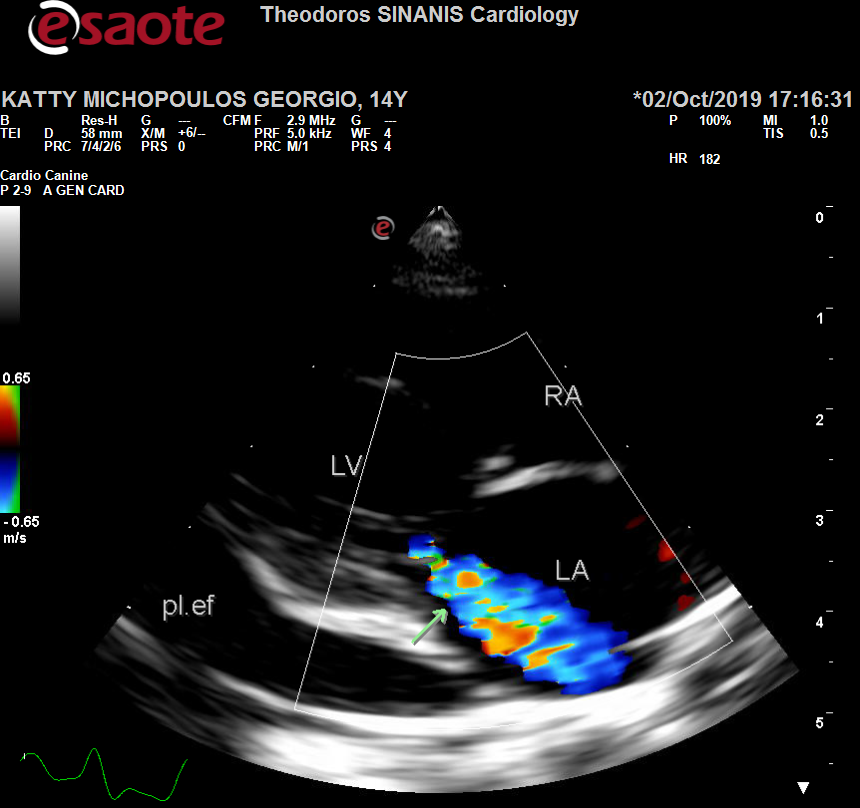 esaote
Theodoros SINANIS Cardiology
KATTY MICHOPOULOS GEORGIO, 14Y *02/Oct/2019 17:16:31
B Res-H G --- CFM F 2.9 MHz G --- P 100% MI 1.0
TEI D 58 mm X/M +6/-- PRF 5.0 kHz WF 4 TIS 0.5
PRC 7/4/2/6 PRS 0 PRC M/1 PRS 4
HR 182
Cardio Canine
P 2-9 A GEN CARD
e
0
1
0.65
RA
2
LV
3
- 0.65
m/s
LA
pl.ef
4
5